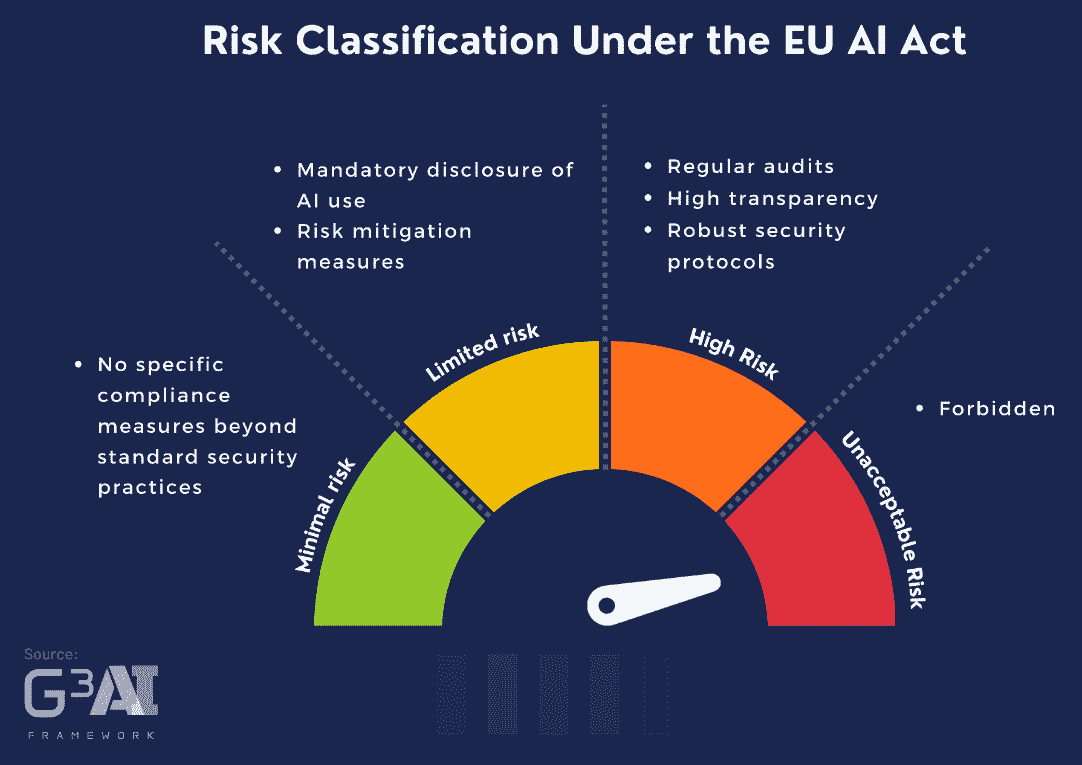 Risk Classification Under the EU AI Act
Mandatory disclosure of
AI use
Risk mitigation
measures
Regular audits
High transparency
Robust security
protocols
No specific
compliance
measures beyond
standard security
practices
Forbidden
Minimal risk
Limited risk
High Risk
Unacceptable Risk
Source:
G3AI
FRAMEWORK